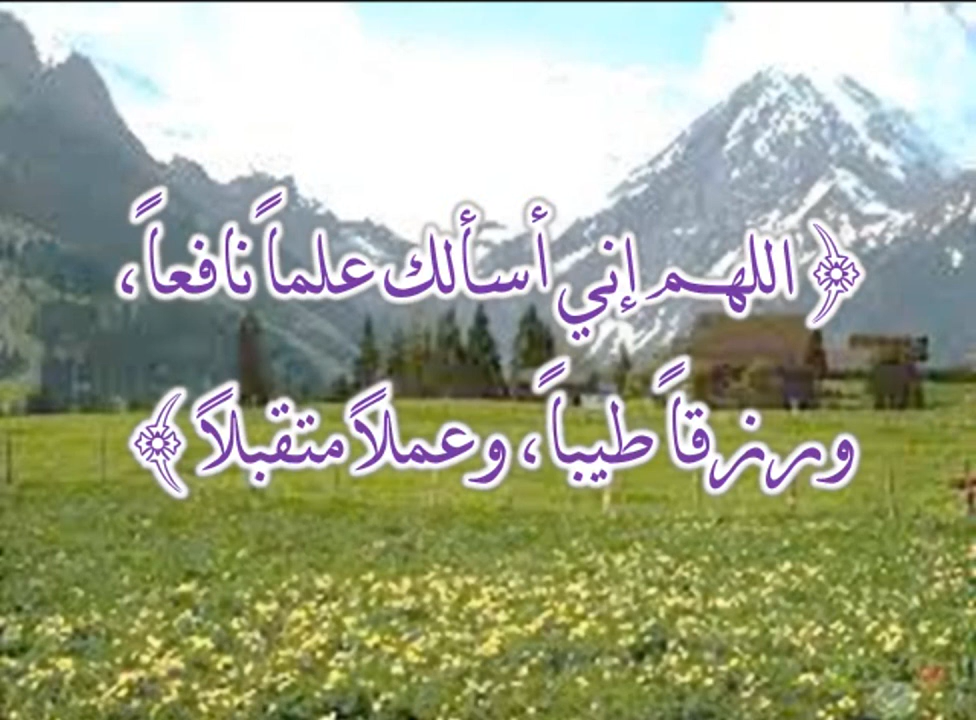 ﴿ اللهم إني أسألك علماً نافعاً،
ورزقاً طيباً، وعملاً متقبلاً ﴾